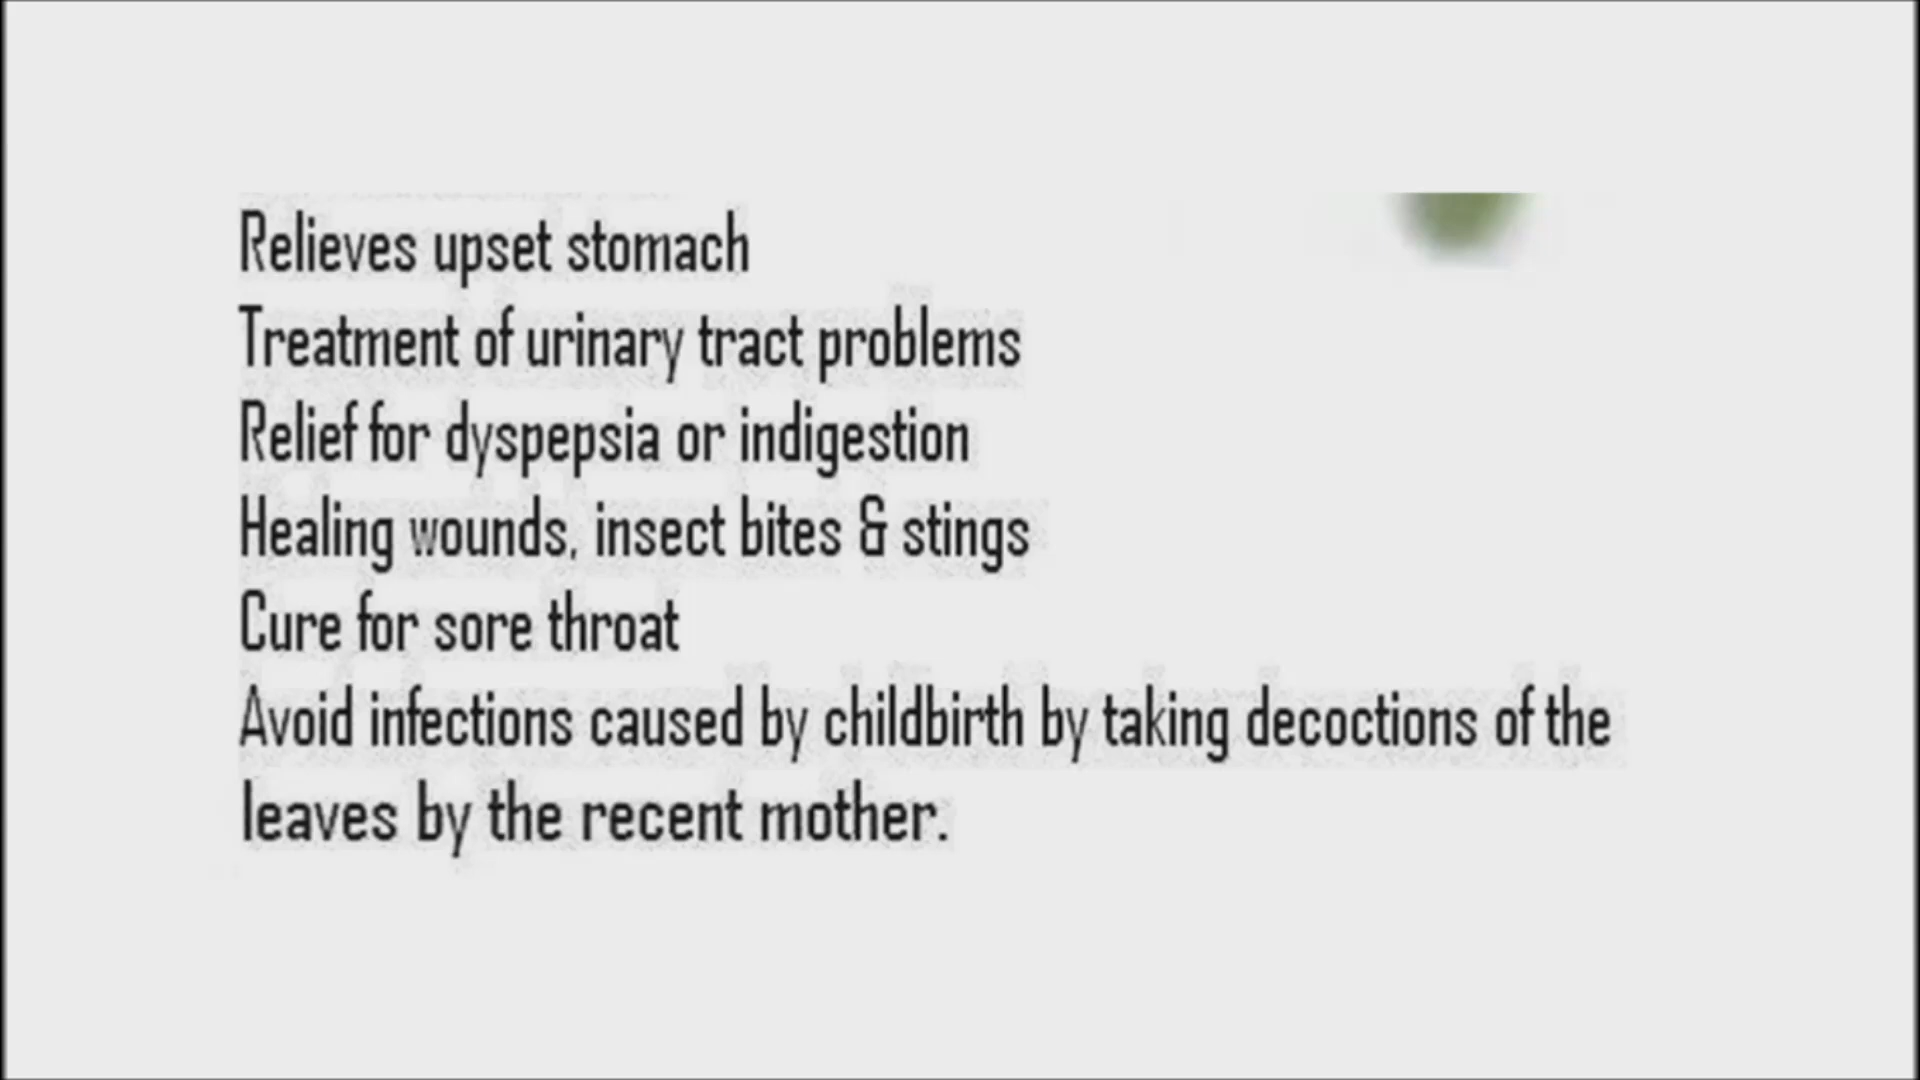 Relieves upset stomach
Treatment of urinary tract problems
Relief for dyspepsia or indigestion
Healing wounds, insect bites & stings
Cure for sore throat
Avoid infections caused by childbirth by taking decoctions of the
leaves by the recent mother.